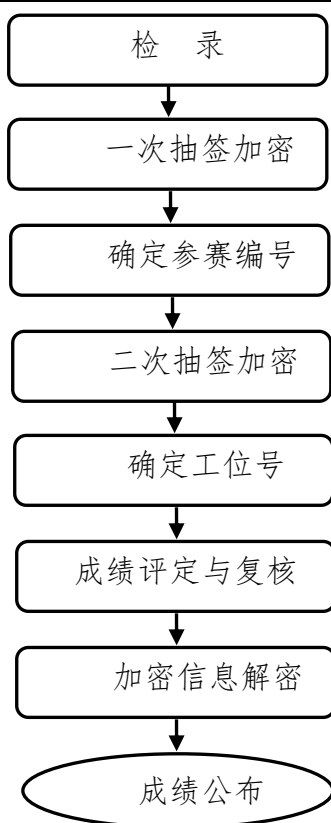 检　录
一次抽签加密
确定参赛编号
二次抽签加密
确定工位号
成绩评定与复核
加密信息解密
成绩公布